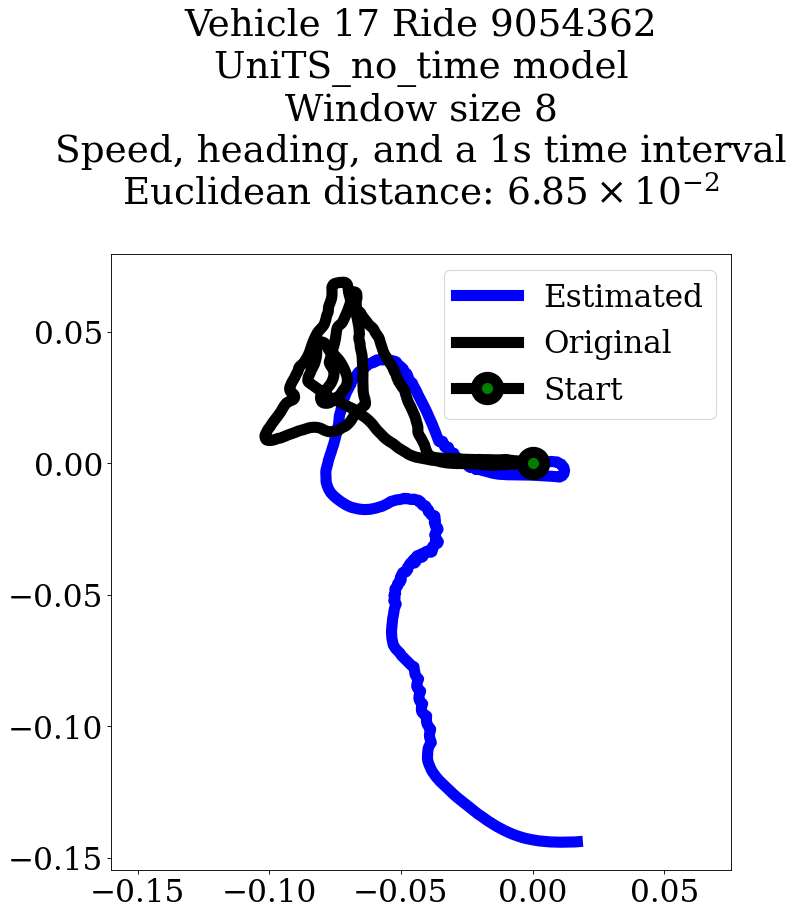 Vehicle 17 Ride 9054362
UniTS_no_time model
Window size 8
Speed, heading, and a 1s time interval
Euclidean distance: 6.85 × 10⁻²
Estimated
Original
Start
0.05
0.00
−0.05
−0.10
−0.15
−0.15 −0.10 −0.05 0.00 0.05